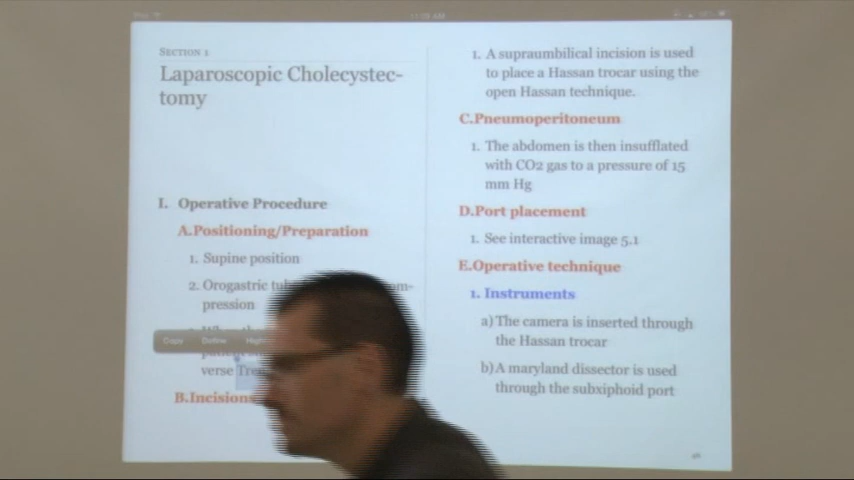 SECTION 1
Laparoscopic Cholecystec-
tomy
I. Operative Procedure
A.Positioning/Preparation
1. Supine position
2. Orogastric
pression
Copy Define
verse
B.Incisions
1. A supraumbilical incision is used
to place a Hassan trocar using the
open Hassan technique.
C.Pneumoperitoneum
1. The abdomen is then insufflated
with CO2 gas to a pressure of 15
mm Hg
D.Port placement
1. See interactive image 5.1
E.Operative technique
1. Instruments
a)The camera is inserted through
the Hassan trocar
b)A maryland dissector is used
through the subxiphoid port